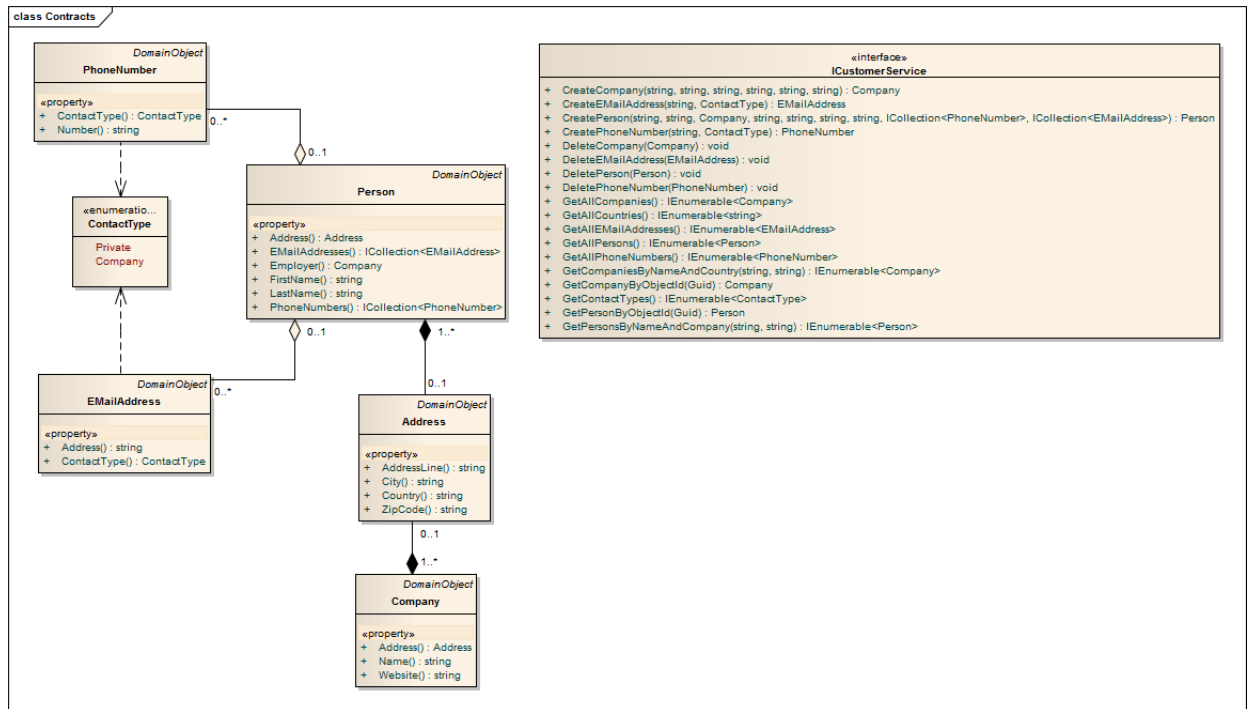 class Contracts
DomainObject
PhoneNumber
«property»
+ ContactType() : ContactType
+ Number() : string
0..*
0..1
«enumeratio...
ContactType
Private
Company
DomainObject
Person
«property»
+ Address() : Address
+ EMailAddresses() : ICollection<EMailAddress>
+ Employer() : Company
+ FirstName() : string
+ LastName() : string
+ PhoneNumbers() : ICollection<PhoneNumber>
0..1
1..*
0..*
0..1
DomainObject
EMailAddress
«property»
+ Address() : string
+ ContactType() : ContactType
DomainObject
Address
«property»
+ AddressLine() : string
+ City() : string
+ Country() : string
+ ZipCode() : string
0..1
1..*
DomainObject
Company
«property»
+ Address() : Address
+ Name() : string
+ Website() : string
«interface»
ICustomerService
+ CreateCompany(string, string, string, string, string, string) : Company
+ CreateEMailAddress(string, ContactType) : EMailAddress
+ CreatePerson(string, string, Company, string, string, string, string, ICollection<PhoneNumber>, ICollection<EMailAddress>) : Person
+ CreatePhoneNumber(string, ContactType) : PhoneNumber
+ DeleteCompany(Company) : void
+ DeleteEMailAddress(EMailAddress) : void
+ DeletePerson(Person) : void
+ DeletePhoneNumber(PhoneNumber) : void
+ GetAllCompanies() : IEnumerable<Company>
+ GetAllCountries() : IEnumerable<string>
+ GetAllEMailAddresses() : IEnumerable<EMailAddress>
+ GetAllPersons() : IEnumerable<Person>
+ GetAllPhoneNumbers() : IEnumerable<PhoneNumber>
+ GetCompaniesByNameAndCountry(string, string) : IEnumerable<Company>
+ GetCompanyByObjectId(Guid) : Company
+ GetContactTypes() : IEnumerable<ContactType>
+ GetPersonByObjectId(Guid) : Person
+ GetPersonsByNameAndCompany(string, string) : IEnumerable<Person>